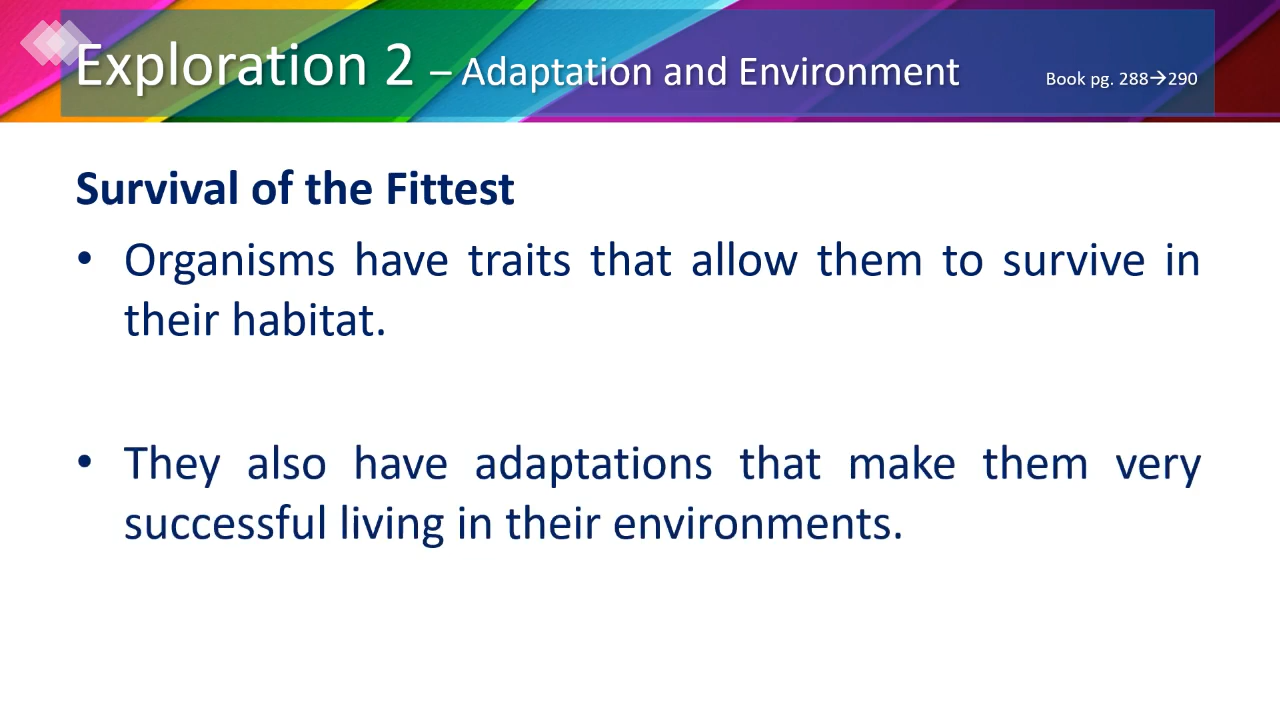 Exploration 2 – Adaptation and Environment Book pg. 288→290
Survival of the Fittest
• Organisms have traits that allow them to survive in
their habitat.
• They also have adaptations that make them very
successful living in their environments.